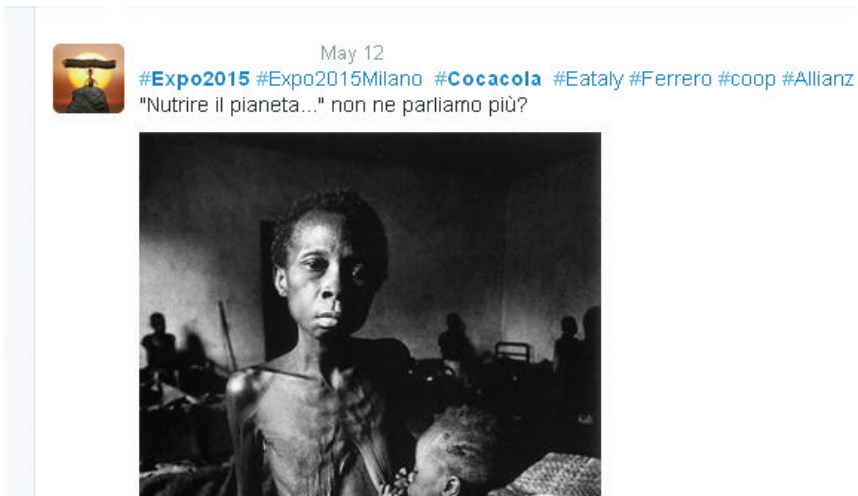 May 12
#Expo2015 #Expo2015Milano #Cocacola #Eataly #Ferrero #coop #Allianz
"Nutrire il pianeta..." non ne parliamo più?